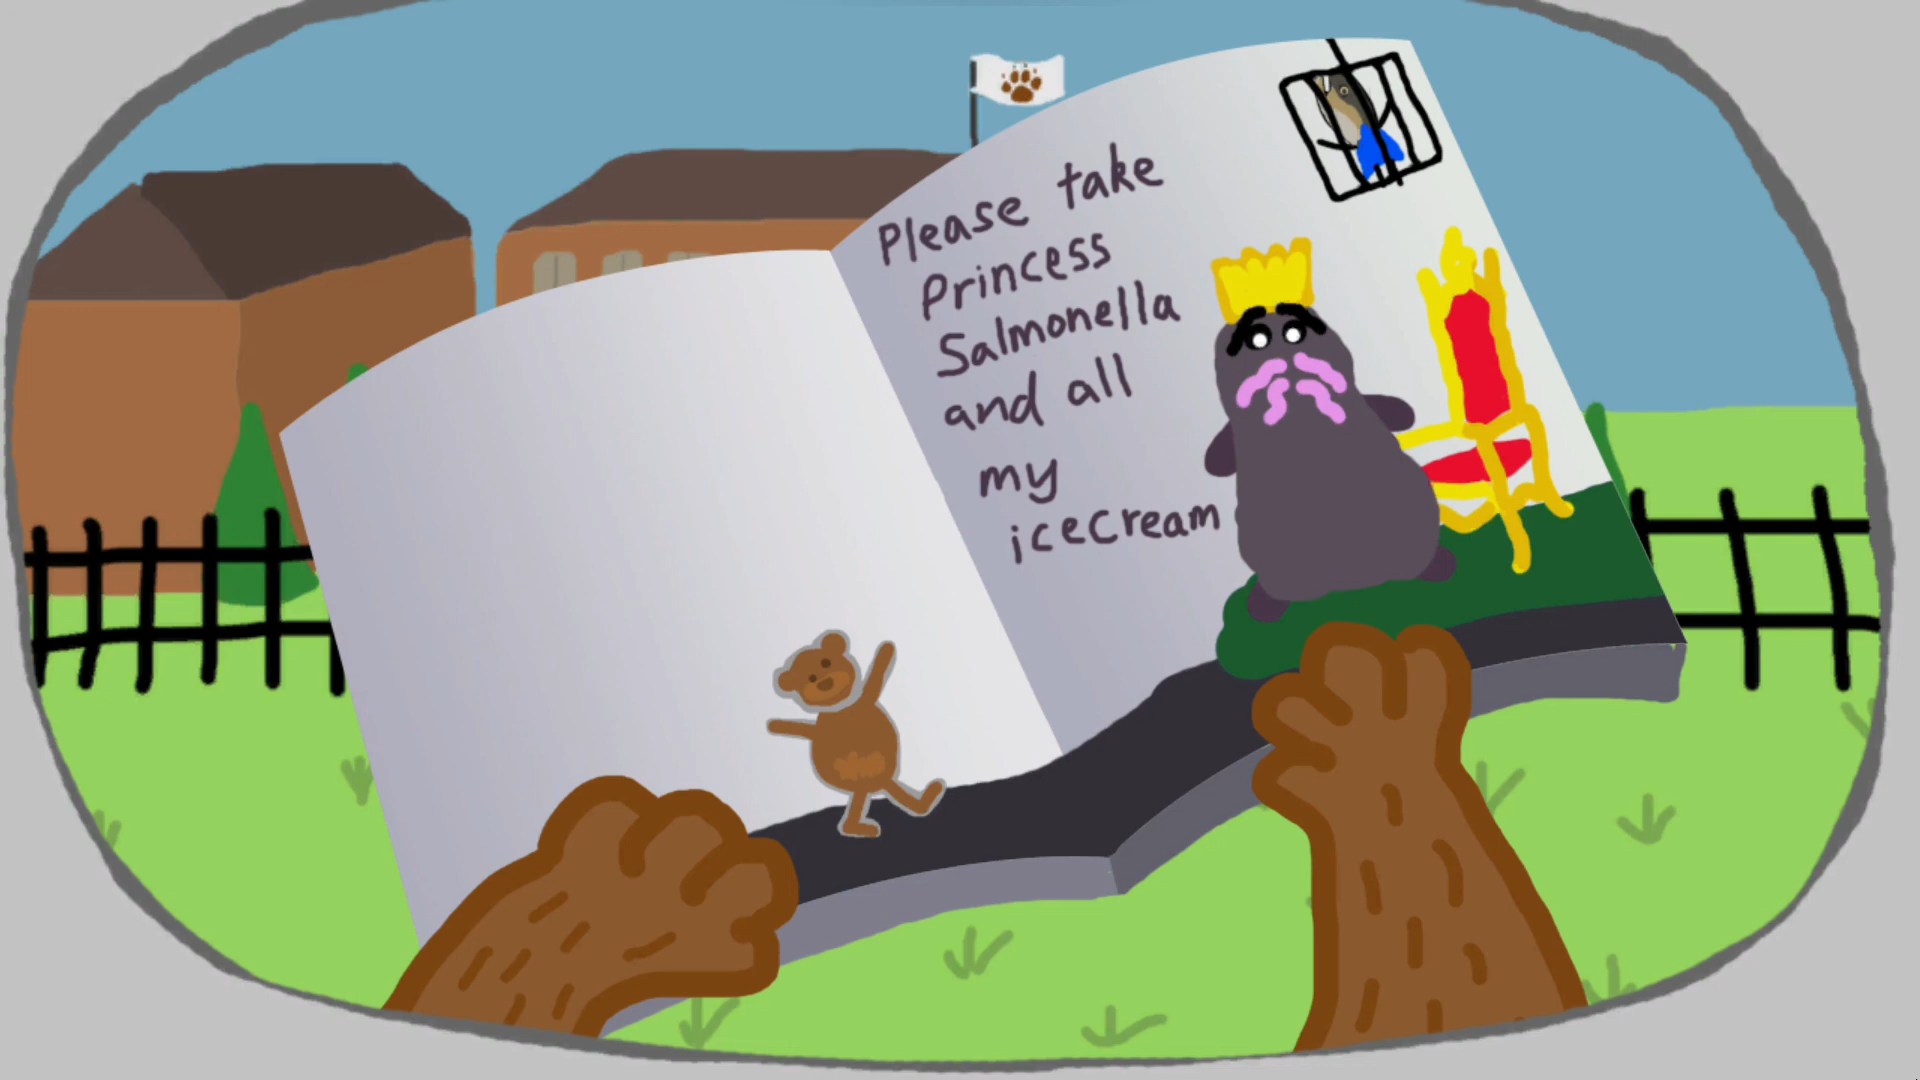 Please take
Princess
Salmonella
and all
my
icecream